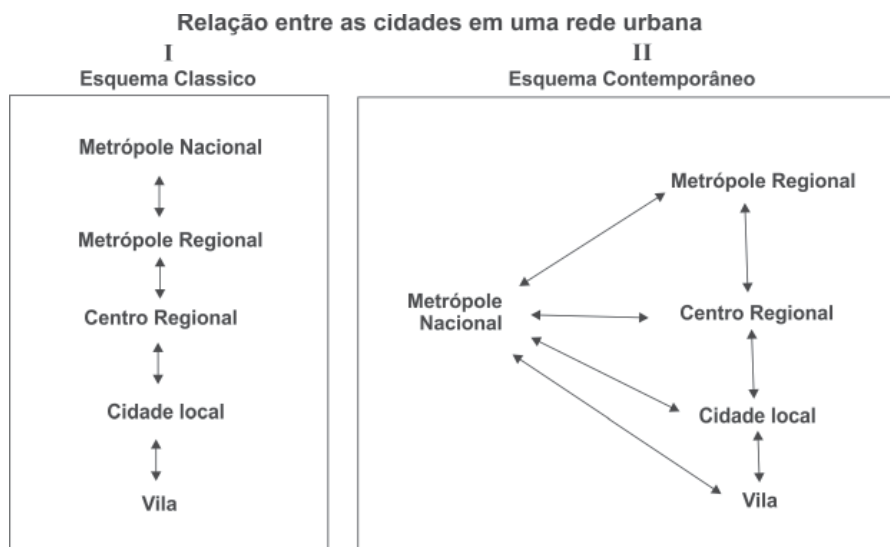 Relação entre as cidades em uma rede urbana
I
Esquema Classico
Metrópole Nacional
Metrópole Regional
Centro Regional
Cidade local
Vila
II
Esquema Contemporâneo
Metrópole Regional
Metrópole
Nacional
Centro Regional
Cidade local
Vila